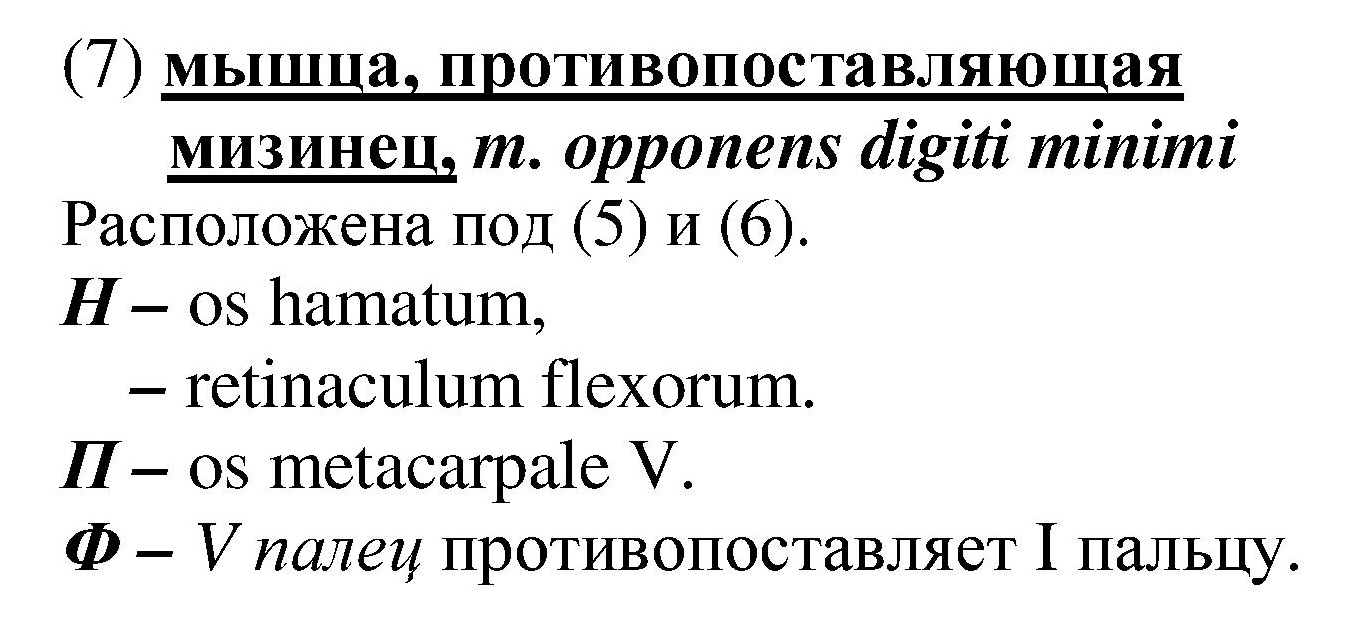 (7) мышца, противопоставляющая
мизинец, m. opponens digiti minimi
Расположена под (5) и (6).
Н – os hamatum,
– retinaculum flexorum.
П – os metacarpale V.
Ф – V палец противопоставляет I пальцу.